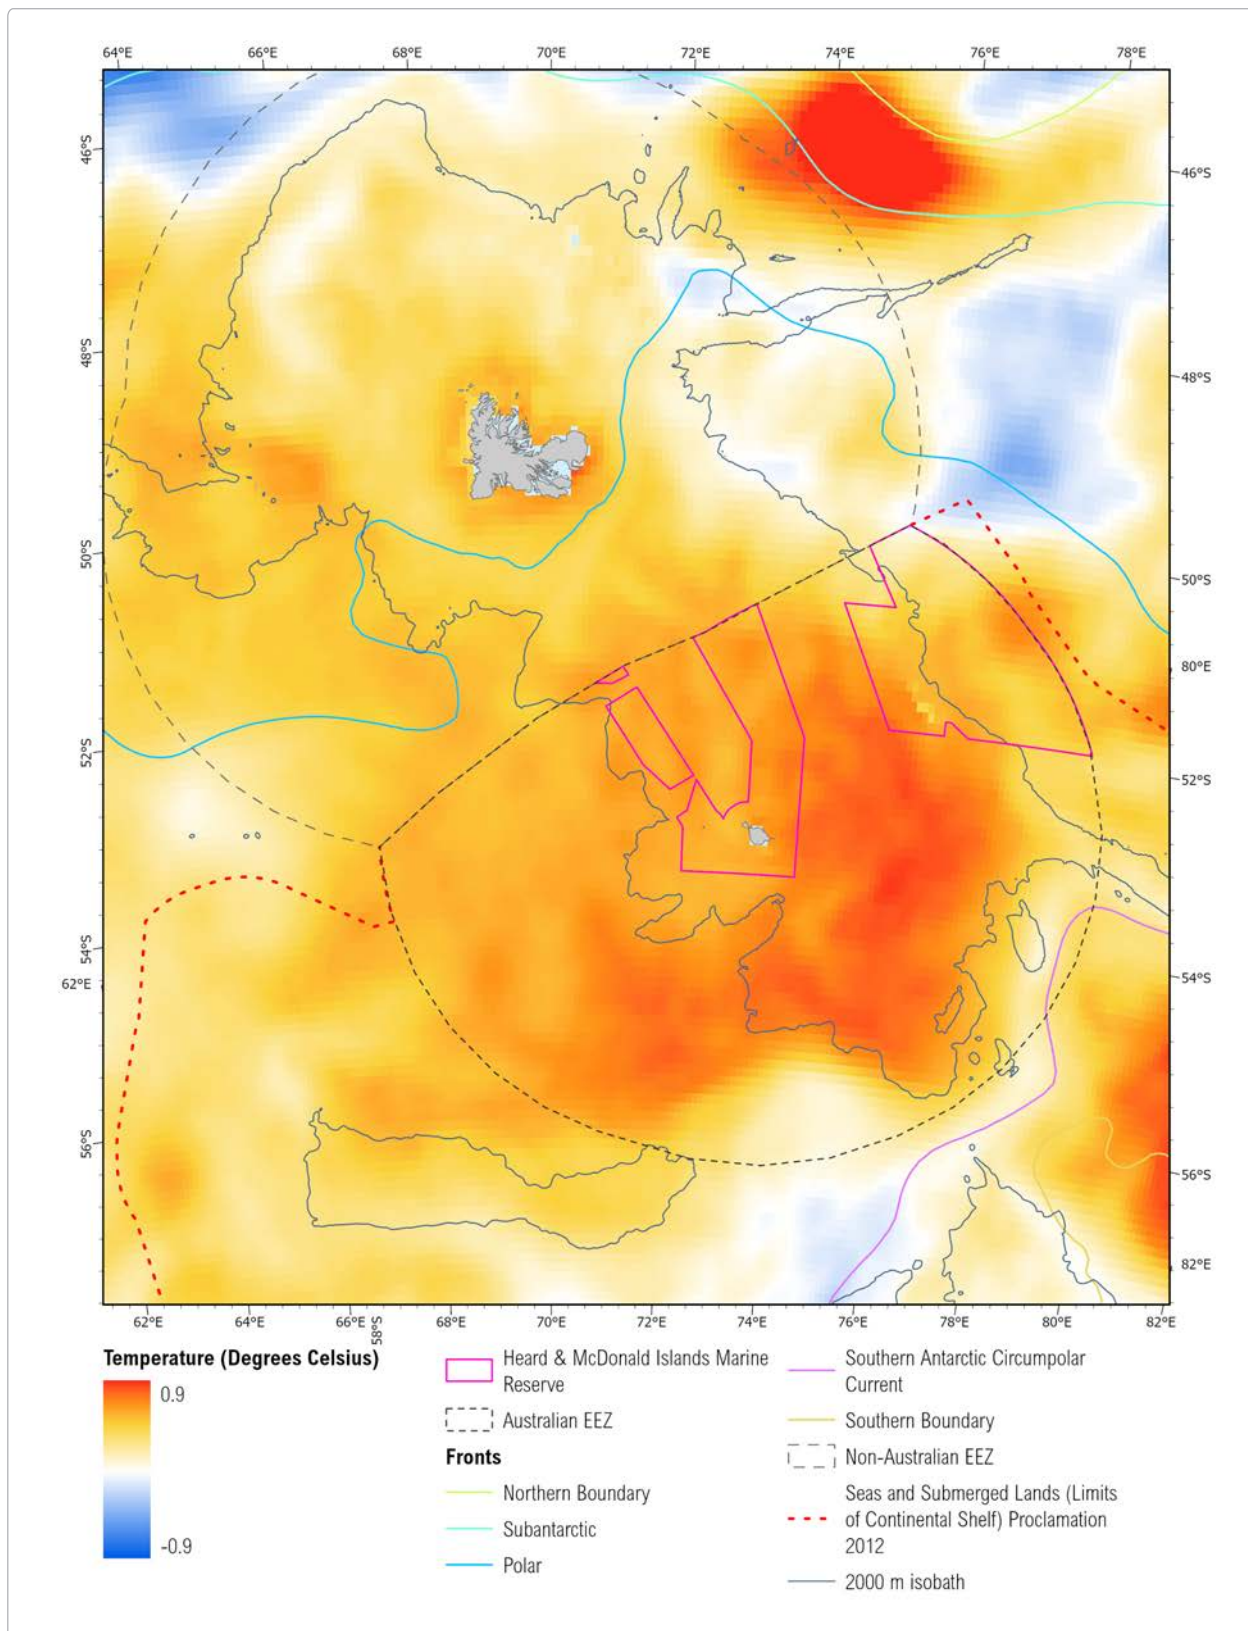 64°E 66°E 68°E 70°E 72°E 74°E 76°E 78°E
46°S
46°S
48°S
48°S
50°S
50°S
80°E
52°S
52°S
54°S
54°S
62°E
56°S
56°S
82°E
62°E 64°E 66°E 58°S 68°E 70°E 72°E 74°E 76°E 78°E 80°E 82°E
Temperature (Degrees Celsius)
0.9
-0.9
Heard & McDonald Islands Marine
Reserve
Australian EEZ
Fronts
Northern Boundary
Subantarctic
Polar
Southern Antarctic Circumpolar
Current
Southern Boundary
Non-Australian EEZ
Seas and Submerged Lands (Limits
of Continental Shelf) Proclamation
2012
2000 m isobath